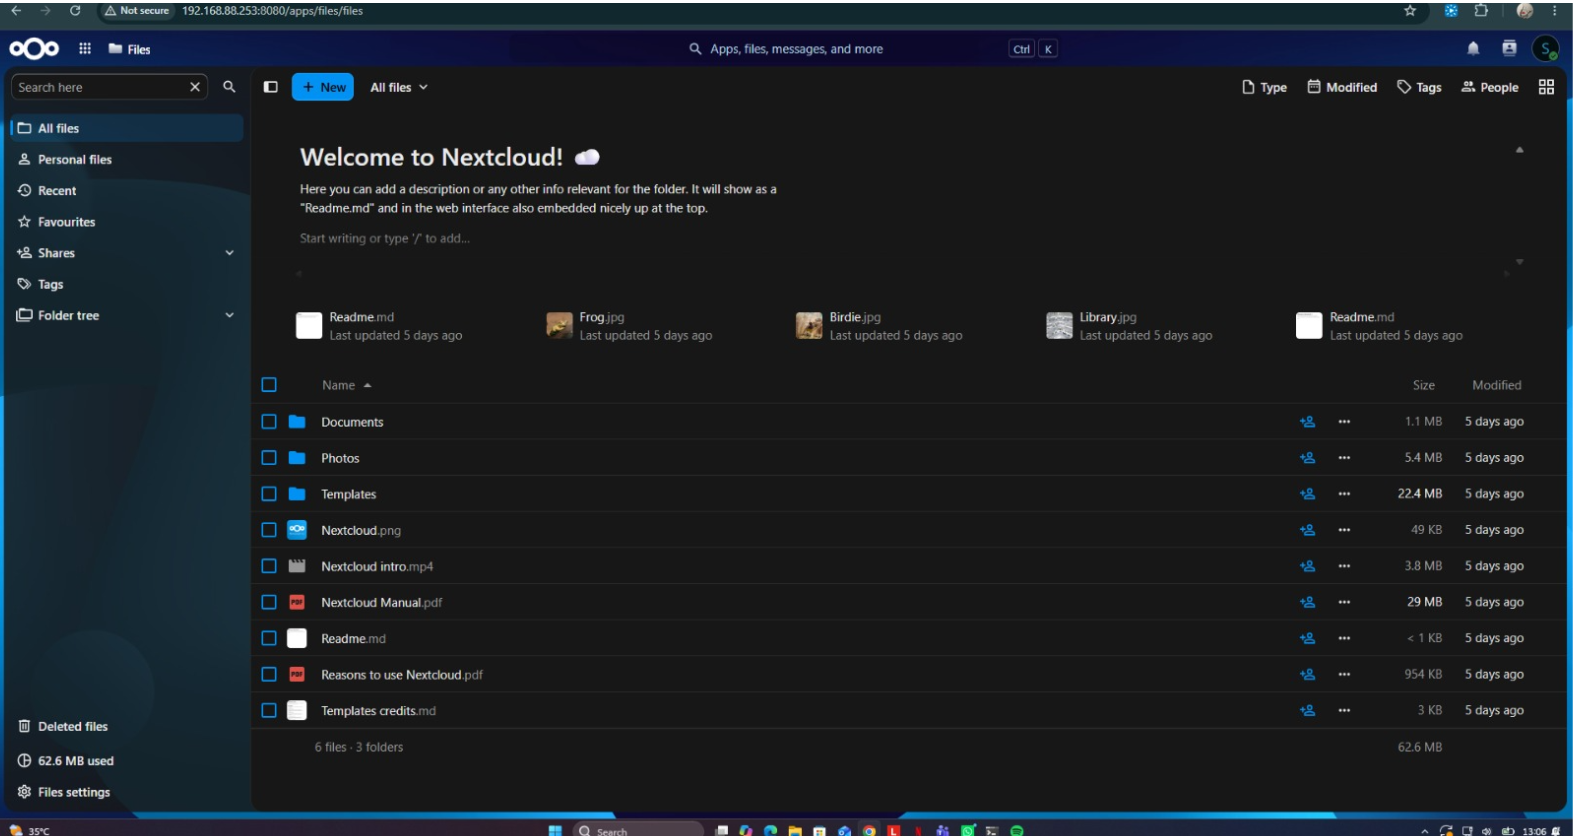 Not secure 192.168.88.253:8080/apps/files/files
Files
Apps, files, messages, and more
Ctrl K
S
Search here
New
All files
Type
Modified
Tags
People
All files
Personal files
Recent
Favourites
Shares
Tags
Folder tree
Welcome to Nextcloud!
Here you can add a description or any other info relevant for the folder. It will show as a
"Readme.md" and in the web interface also embedded nicely up at the top.
Start writing or type '/' to add...
Readme.md
Last updated 5 days ago
Frog.jpg
Last updated 5 days ago
Birdie.jpg
Last updated 5 days ago
Library.jpg
Last updated 5 days ago
Readme.md
Last updated 5 days ago
Name Size Modified
Documents 1.1 MB 5 days ago
Photos 5.4 MB 5 days ago
Templates 22.4 MB 5 days ago
Nextcloud.png 49 KB 5 days ago
Nextcloud intro.mp4 3.8 MB 5 days ago
PDF Nextcloud Manual.pdf 29 MB 5 days ago
Readme.md < 1 KB 5 days ago
PDF Reasons to use Nextcloud.pdf 954 KB 5 days ago
Templates credits.md 3 KB 5 days ago
6 files · 3 folders 62.6 MB
Deleted files
62.6 MB used
Files settings
35°C
Search
L
13:06